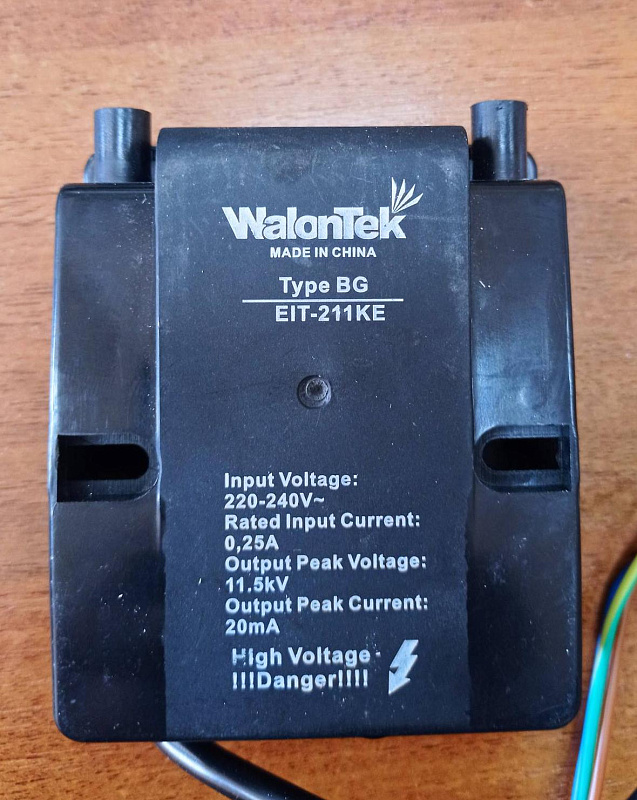 WalonTek
MADE IN CHINA
Type BG
EIT-211KE
Input Voltage:
220-240V~
Rated Input Current:
0,25A
Output Peak Voltage:
11.5kV
Output Peak Current:
20mA
High Voltage -
!!!Danger!!!!